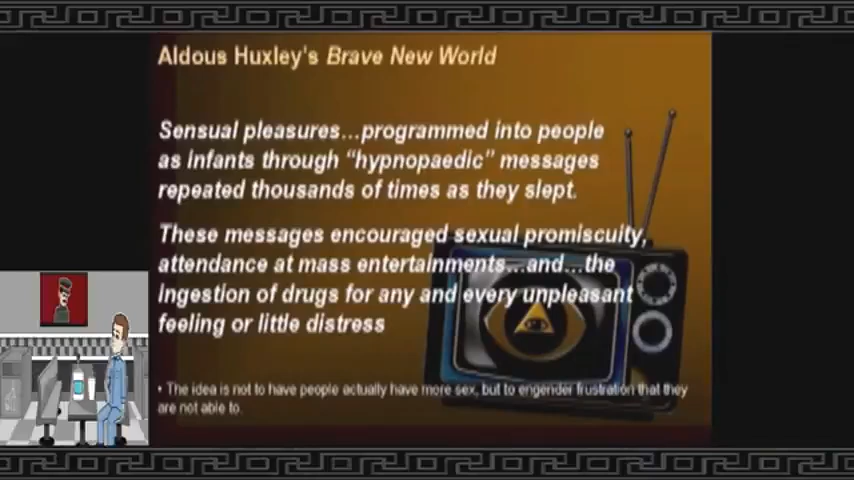 Aldous Huxley's Brave New World
Sensual pleasures...programmed into people
as infants through “hypnopaedic” messages
repeated thousands of times as they slept.
These messages encouraged sexual promiscuity,
attendance at mass entertainments...and...the
ingestion of drugs for any and every unpleasant
feeling or little distress
• The idea is not to have people actually have more sex, but to engender frustration that they
are not able to.